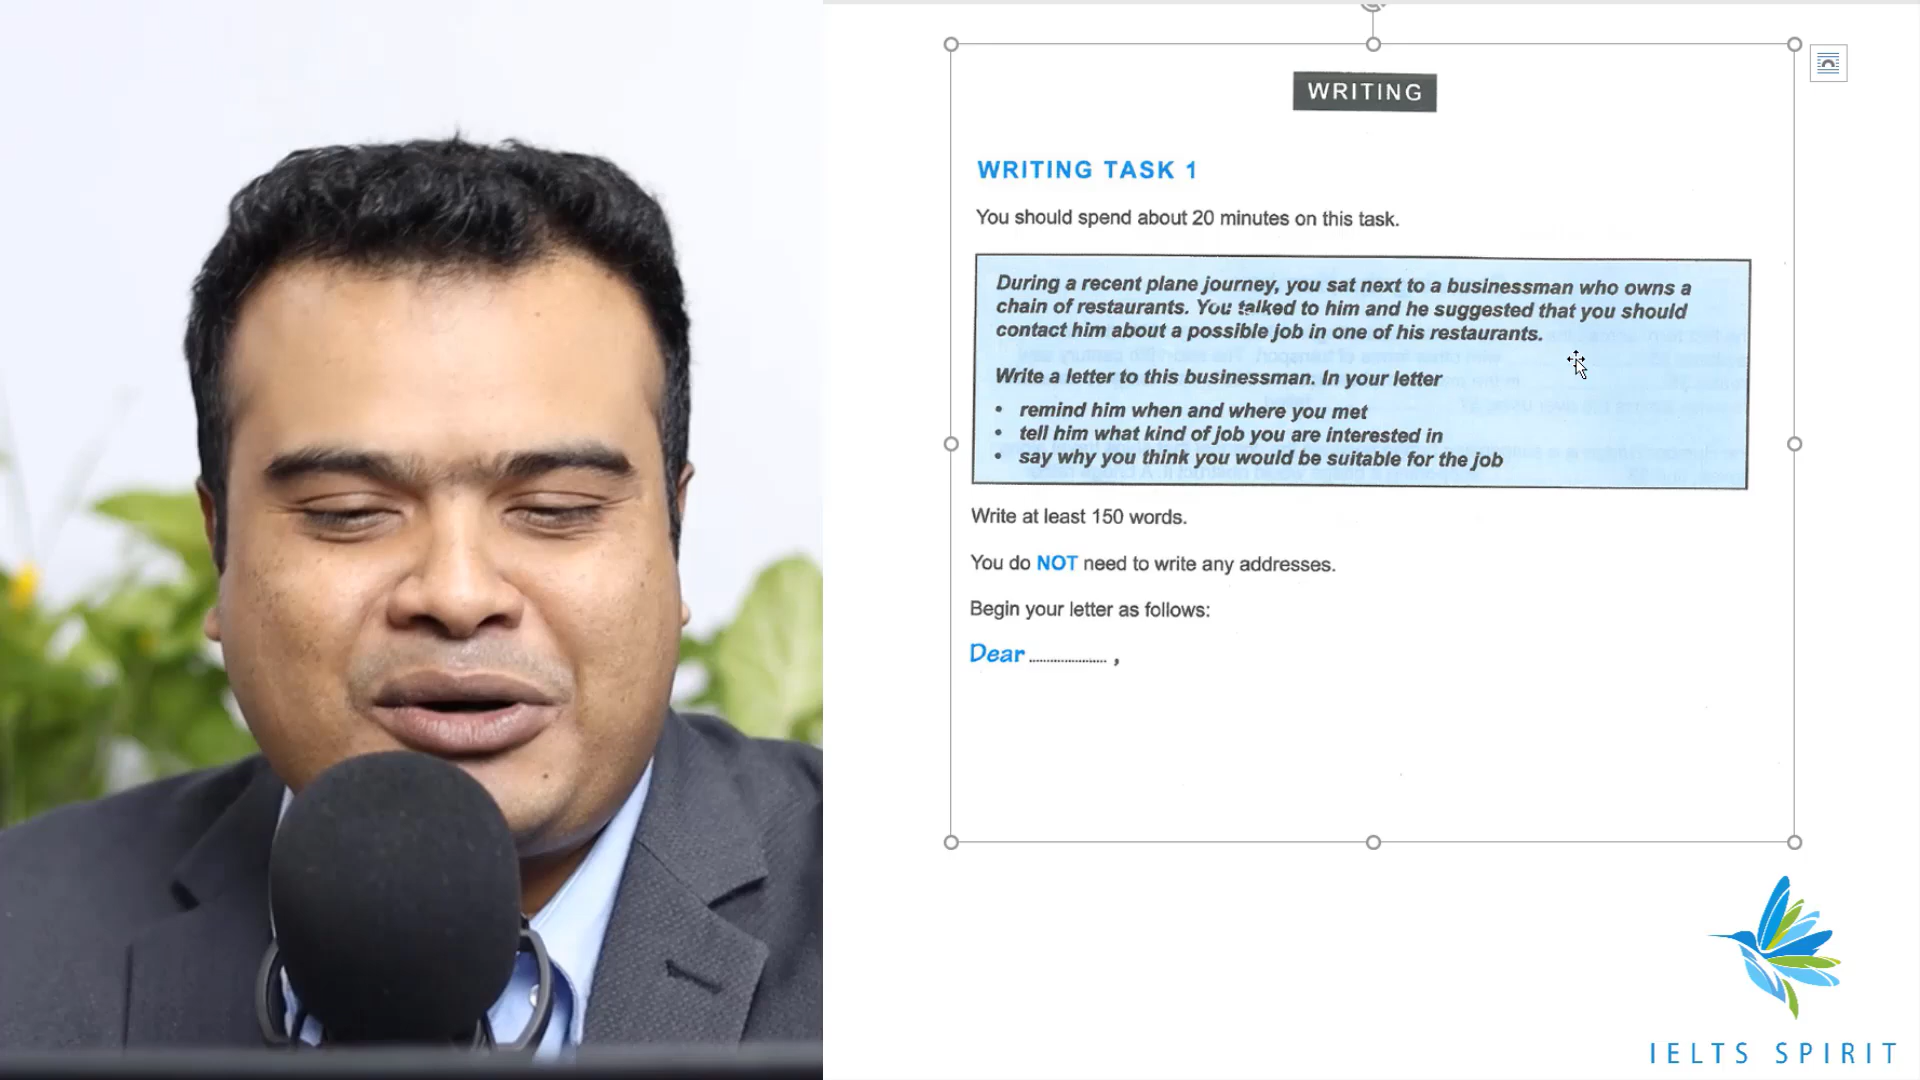 WRITING
WRITING TASK 1
You should spend about 20 minutes on this task.
During a recent plane journey, you sat next to a businessman who owns a
chain of restaurants. You talked to him and he suggested that you should
contact him about a possible job in one of his restaurants.
Write a letter to this businessman. In your letter
• remind him when and where you met
• tell him what kind of job you are interested in
• say why you think you would be suitable for the job
Write at least 150 words.
You do NOT need to write any addresses.
Begin your letter as follows:
Dear .................... ,
IELTS SPIRIT